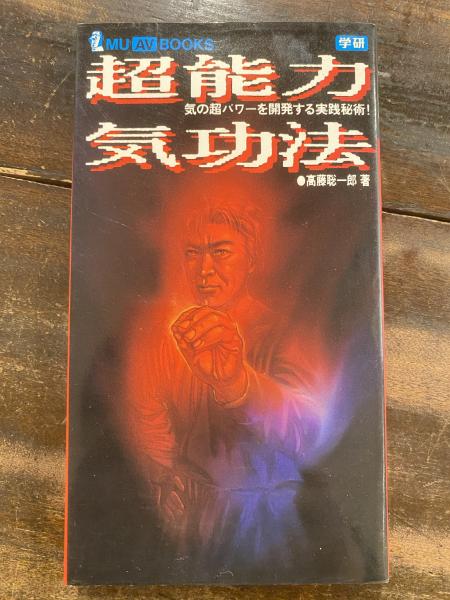 MU AV BOOKS
学研
超能力
気の超パワーを開発する実践秘術!
気功法
●高藤聡一郎 著